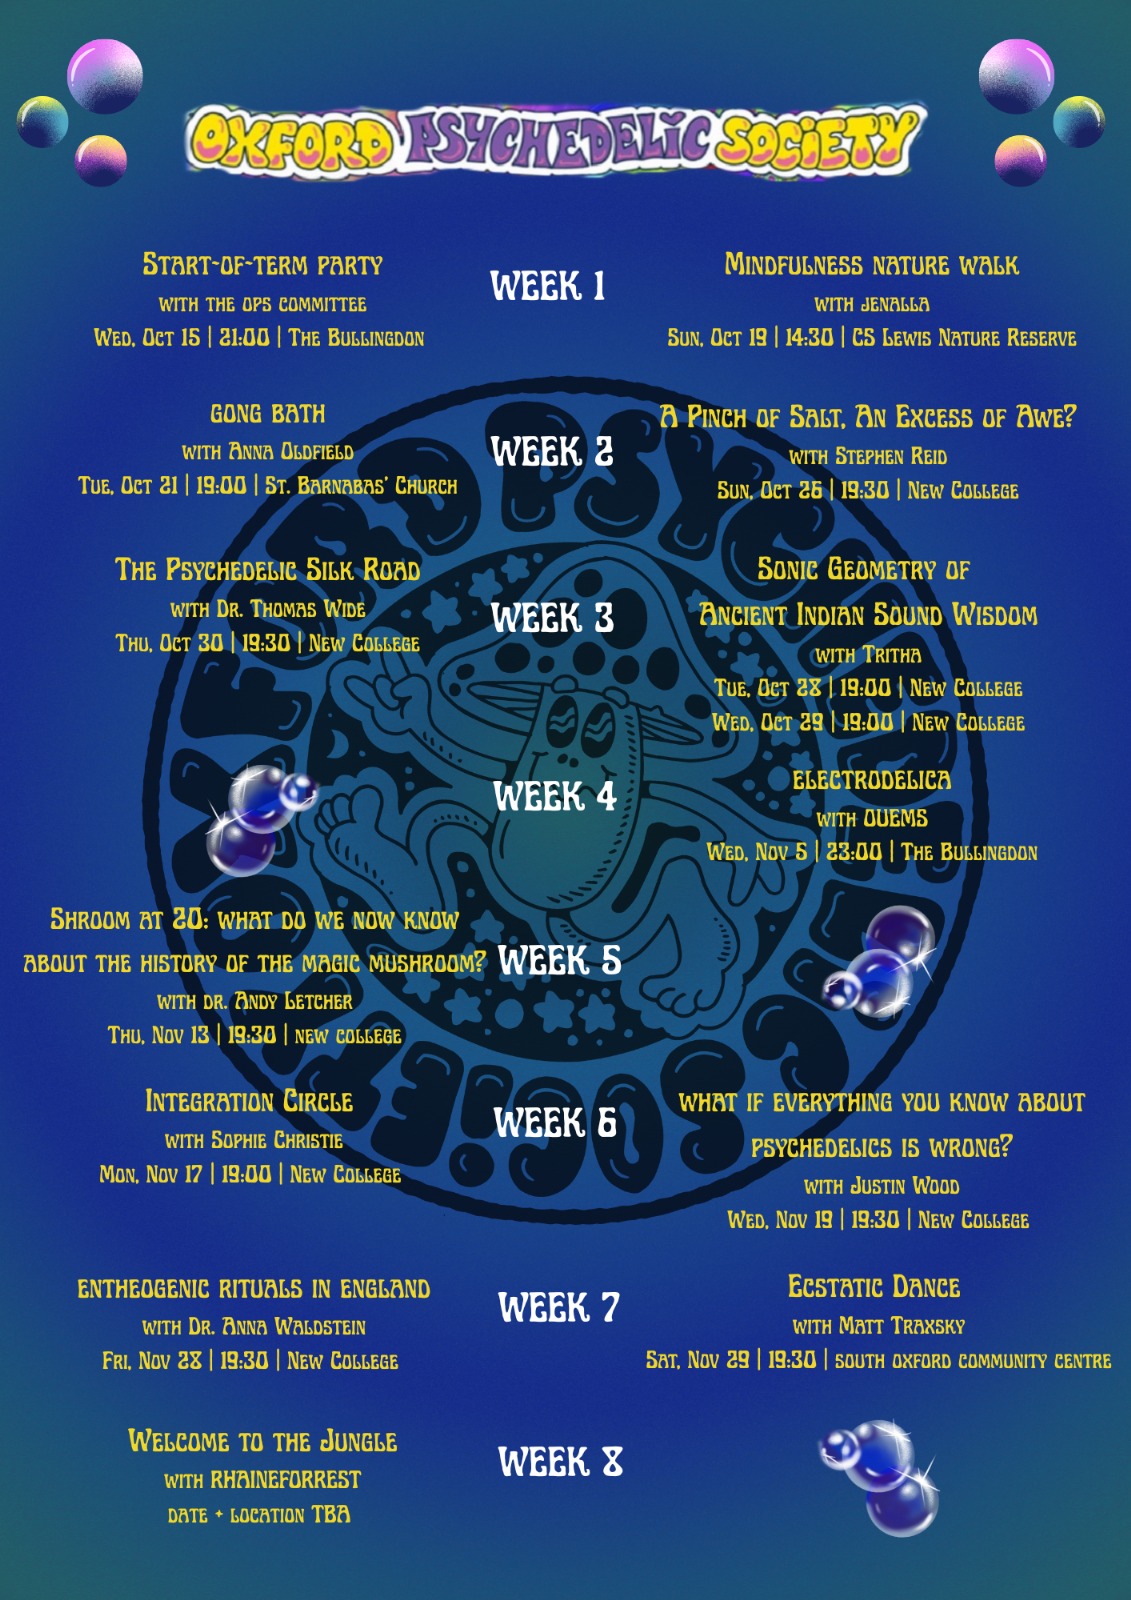 OXFORD PSYCHEDELIC SOCIETY
START-OF-TERM PARTY
WITH THE OPS COMMITTEE
WED, OCT 15 | 21:00 | THE BULLINGDON
WEEK 1
MINDFULNESS NATURE WALK
WITH JENALLA
SUN, OCT 19 | 14:30 | CS LEWIS NATURE RESERVE
GONG BATH
WITH ANNA OLDFIELD
TUE, OCT 21 | 19:00 | ST. BARNABAS' CHURCH
WEEK 2
A PINCH OF SALT, AN EXCESS OF AWE?
WITH STEPHEN REID
SUN, OCT 26 | 19:30 | NEW COLLEGE
THE PSYCHEDELIC SILK ROAD
WITH DR. THOMAS WIDE
THU, OCT 30 | 19:30 | NEW COLLEGE
WEEK 3
SONIC GEOMETRY OF
ANCIENT INDIAN SOUND WISDOM
WITH TRITHA
TUE, OCT 28 | 19:00 | NEW COLLEGE
WED, OCT 29 | 19:00 | NEW COLLEGE
WEEK 4
ELECTRODELICA
WITH OUEMS
WED, NOV 5 | 23:00 | THE BULLINGDON
SHROOM AT 20: WHAT DO WE NOW KNOW
ABOUT THE HISTORY OF THE MAGIC MUSHROOM?
WITH DR. ANDY LETCHER
THU, NOV 13 | 19:30 | NEW COLLEGE
WEEK 5
INTEGRATION CIRCLE
WITH SOPHIE CHRISTIE
MON, NOV 17 | 19:00 | NEW COLLEGE
WEEK 6
WHAT IF EVERYTHING YOU KNOW ABOUT
PSYCHEDELICS IS WRONG?
WITH JUSTIN WOOD
WED, NOV 19 | 19:30 | NEW COLLEGE
ENTHEOGENIC RITUALS IN ENGLAND
WITH DR. ANNA WALDSTEIN
FRI, NOV 28 | 19:30 | NEW COLLEGE
WEEK 7
ECSTATIC DANCE
WITH MATT TRAXSKY
SAT, NOV 29 | 19:30 | SOUTH OXFORD COMMUNITY CENTRE
WELCOME TO THE JUNGLE
WITH RHAINEFORREST
DATE + LOCATION TBA
WEEK 8
OXFORD PSYCHEDELIC SOCIETY